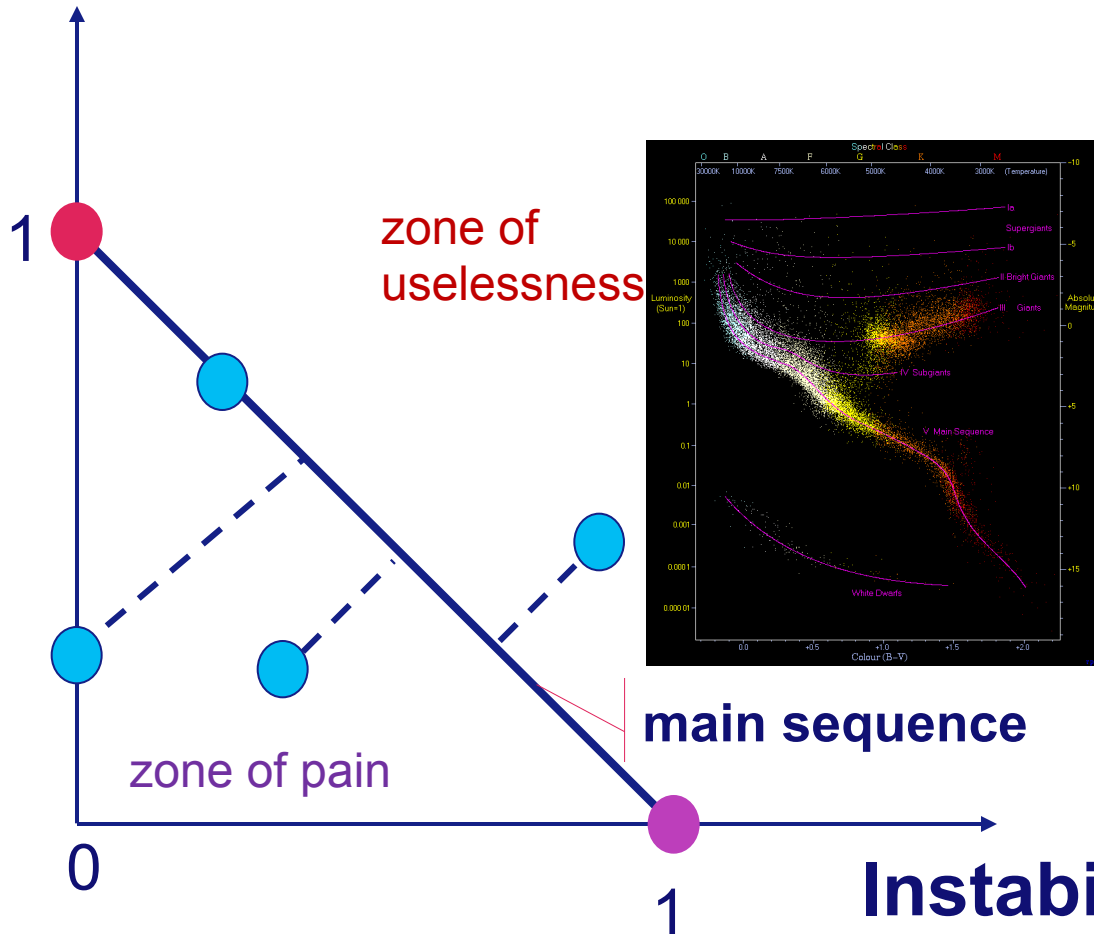 1
zone of
uselessness
zone of pain
main sequence
0
1
Instabi
Spectral Class
O B A F G K M
30000K 10000K 7500K 6000K 5000K 4000K 3000K (Temperature)
-10
100 000
Ia
Supergiants
10 000
Ib
-5
1000
II Bright Giants
Luminosity
(Sun=1)
III Giants
Absolu
Magnitu
100
0
10
IV Subgiants
1
+5
V Main Sequence
0.1
0.01
+10
0.001
0.0001
+15
White Dwarfs
0.00001
0.0 +0.5 +1.0 +1.5 +2.0
Colour (B-V)